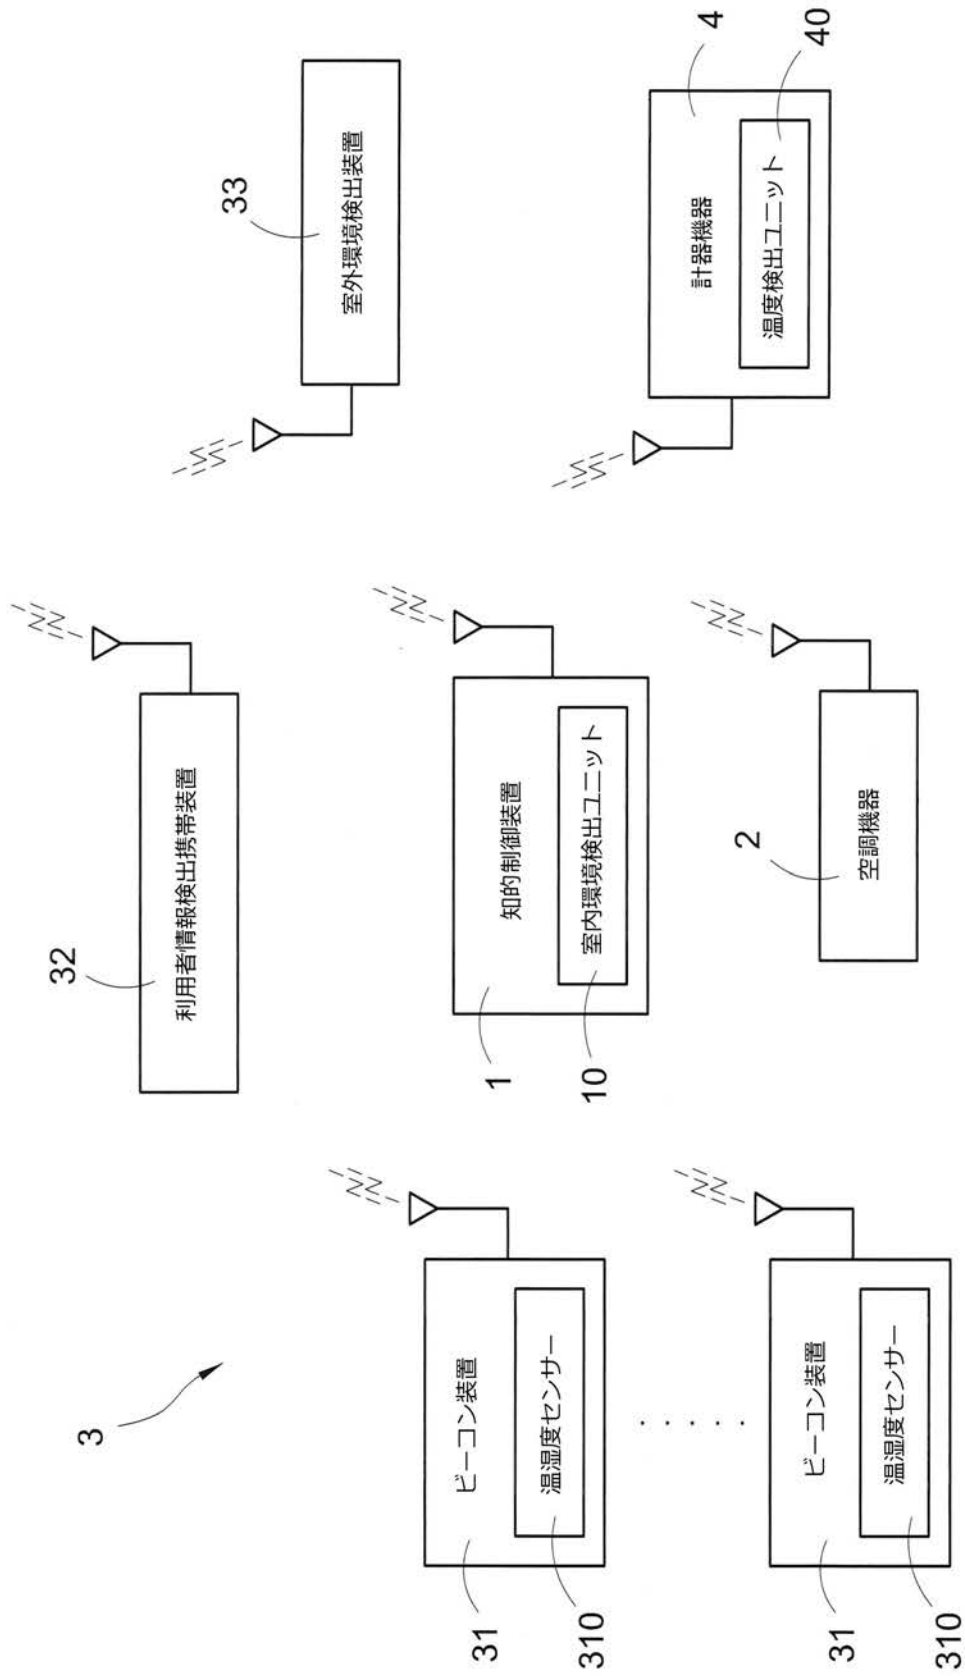 3
32
利用者情報検出携帯装置
33
室外環境検出装置
ビーコン装置
温湿度センサー
31
310
・・・・・
ビーコン装置
温湿度センサー
31
310
知的制御装置
室内環境検出ユニット
1
10
2
空調機器
計器機器
温度検出ユニット
4
40